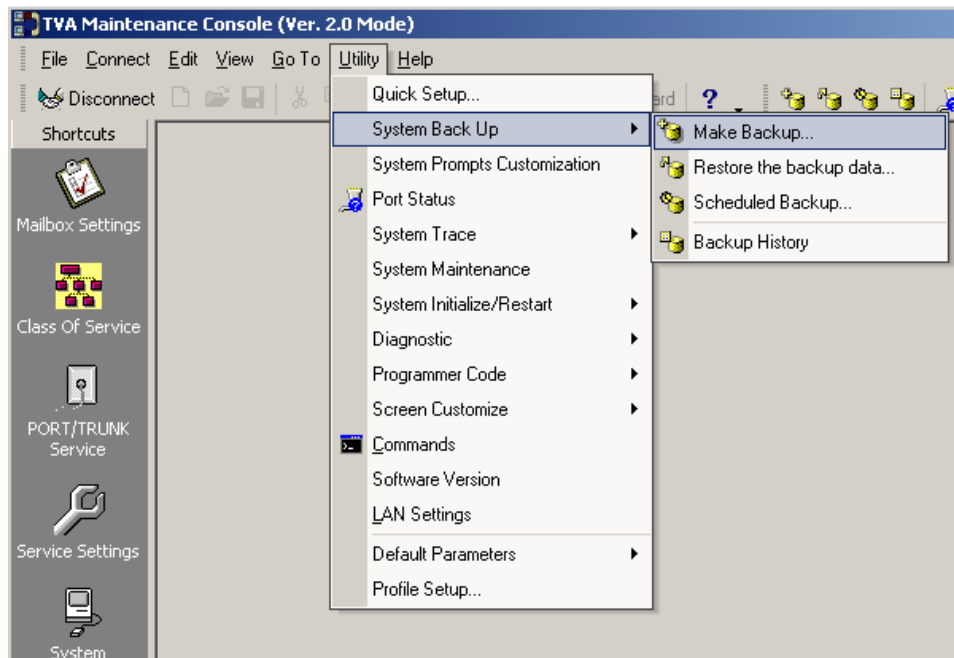 TVA Maintenance Console (Ver. 2.0 Mode)
File Connect Edit View Go To Utility Help
Disconnect
?
Shortcuts
Mailbox Settings
Class Of Service
PORT/TRUNK
Service
Service Settings
System
Quick Setup...
System Back Up
System Prompts Customization
Port Status
System Trace
System Maintenance
System Initialize/Restart
Diagnostic
Programmer Code
Screen Customize
Commands
Software Version
LAN Settings
Default Parameters
Profile Setup...
Make Backup...
Restore the backup data...
Scheduled Backup...
Backup History